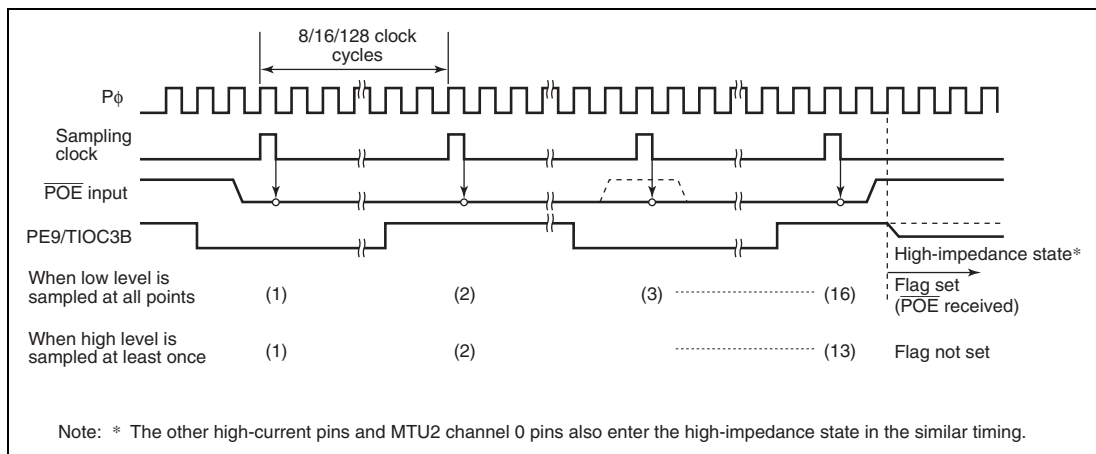 8/16/128 clock
cycles
Pφ
Sampling
clock
POE input
PE9/TIOC3B
High-impedance state*
When low level is
sampled at all points
(1)
(2)
(3)
(16)
Flag set
(POE received)
When high level is
sampled at least once
(1)
(2)
(13)
Flag not set
Note: * The other high-current pins and MTU2 channel 0 pins also enter the high-impedance state in the similar timing.